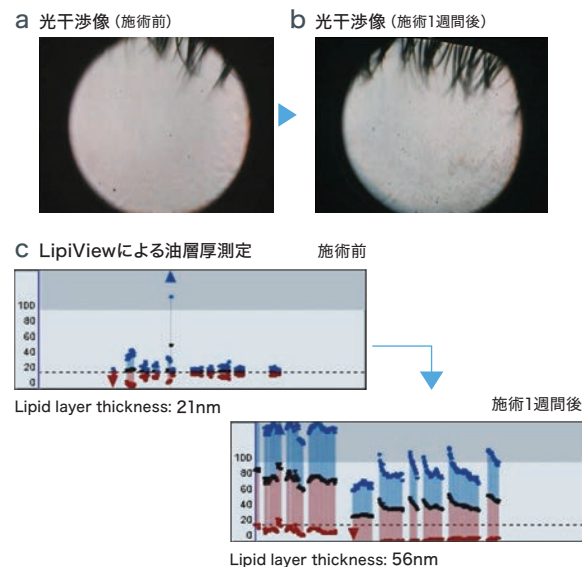 a 光干渉像（施術前）
b 光干渉像（施術1週間後）
c LipiViewによる油層厚測定 施術前
100
80
60
40
20
0
Lipid layer thickness: 21nm
施術1週間後
100
80
60
40
20
0
Lipid layer thickness: 56nm